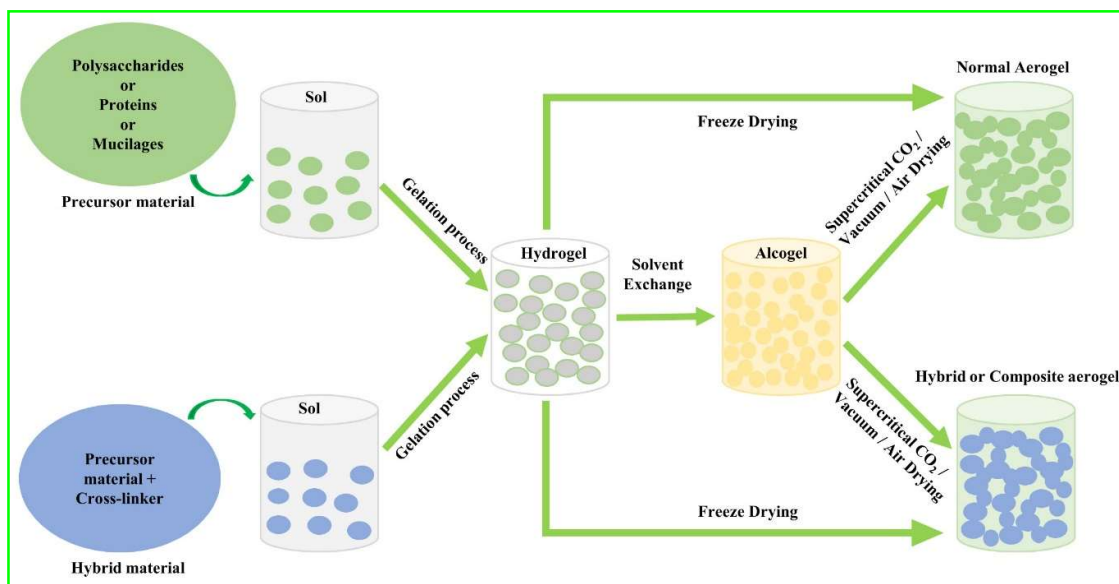 Polysaccharides
or
Proteins
or
Mucilages
Precursor material
Sol
Gelation process
Precursor
material +
Cross-linker
Hybrid material
Sol
Gelation process
Hydrogel
Freeze Drying
Solvent
Exchange
Freeze Drying
Alcogel
Supercritical CO₂ /
Vacuum / Air Drying
Supercritical CO₂ /
Vacuum / Air Drying
Normal Aerogel
Hybrid or Composite aerogel